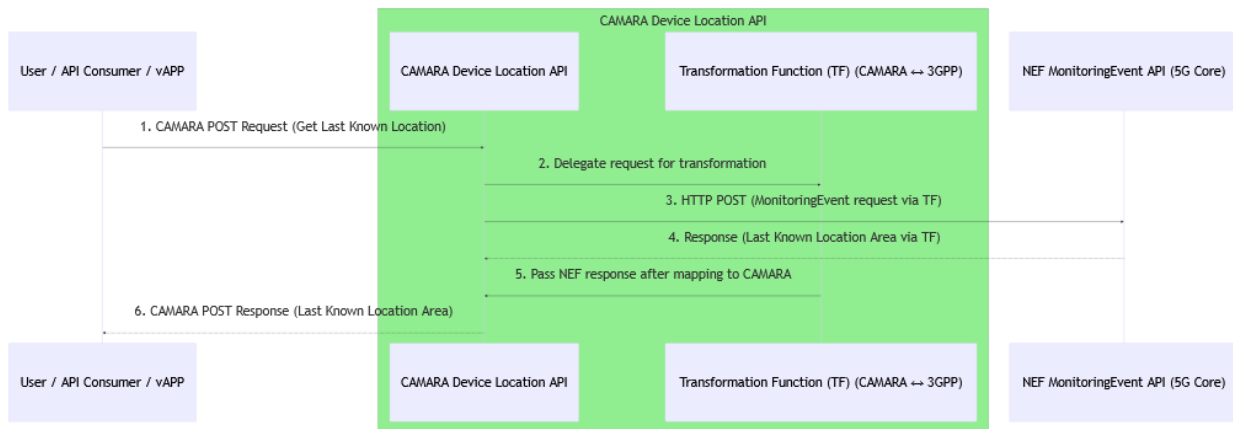 CAMARA Device Location API
User / API Consumer / vAPP
CAMARA Device Location API
Transformation Function (TF) (CAMARA ↔ 3GPP)
NEF MonitoringEvent API (5G Core)
1. CAMARA POST Request (Get Last Known Location)
2. Delegate request for transformation
3. HTTP POST (MonitoringEvent request via TF)
4. Response (Last Known Location Area via TF)
5. Pass NEF response after mapping to CAMARA
6. CAMARA POST Response (Last Known Location Area)
User / API Consumer / vAPP
CAMARA Device Location API
Transformation Function (TF) (CAMARA ↔ 3GPP)
NEF MonitoringEvent API (5G Core)